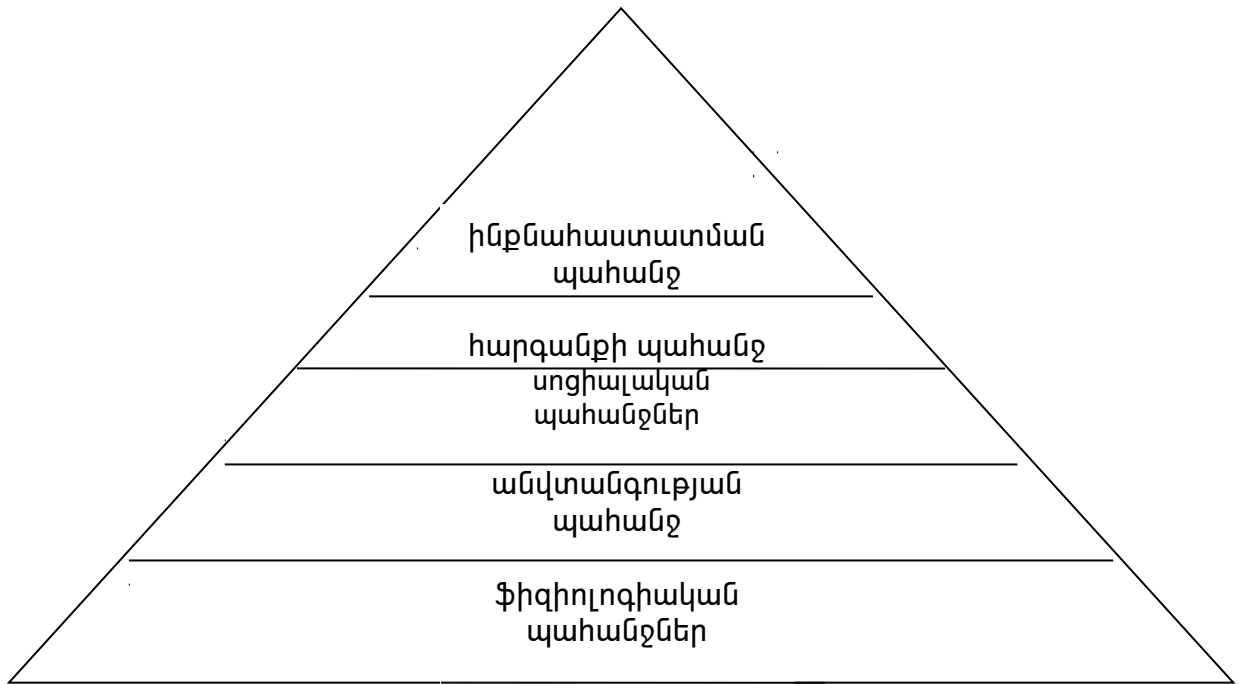 ինքնահաստատման
պահանջ
հարգանքի պահանջ
սոցիալական
պահանջներ
անվտանգության
պահանջ
ֆիզիոլոգիական
պահանջներ